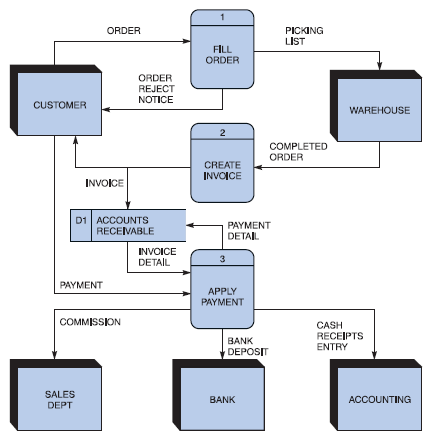 1
ORDER
PICKING
LIST
FILL
ORDER
ORDER
REJECT
NOTICE
CUSTOMER
WAREHOUSE
2
COMPLETED
ORDER
CREATE
INVOICE
INVOICE
D1
ACCOUNTS
RECEIVABLE
PAYMENT
DETAIL
INVOICE
DETAIL
3
PAYMENT
APPLY
PAYMENT
COMMISSION
BANK
DEPOSIT
CASH
RECEIPTS
ENTRY
SALES
DEPT
BANK
ACCOUNTING